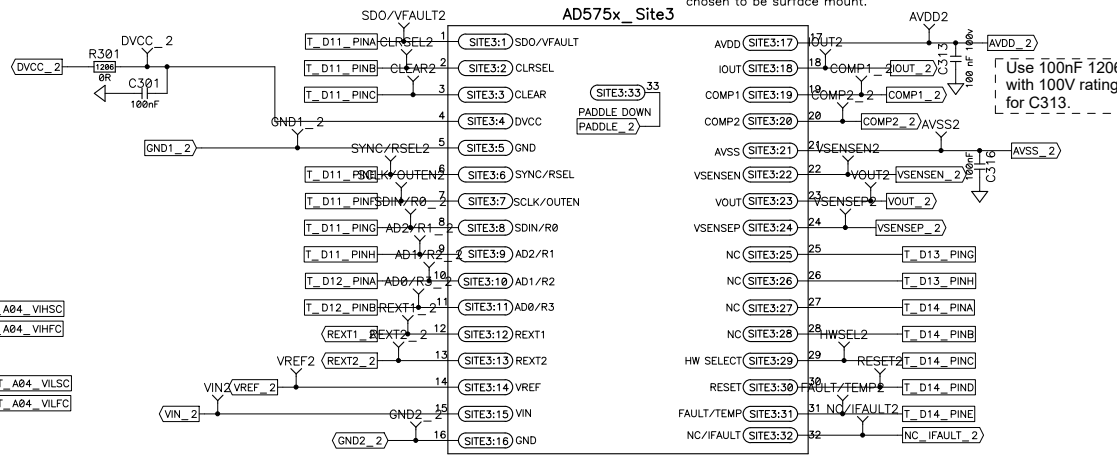 chosen to be surface mount.
AD575x_Site3
SDO/VFAULT2
T_D11_PINA
1
SITE3:1 SDO/VFAULT
CLRSEL2
T_D11_PINB
2
SITE3:2 CLRSEL
CLEAR2
T_D11_PINC
3
SITE3:3 CLEAR
DVCC_2
R301
DVCC_2
1206
0R
C301
100nF
4
SITE3:4 DVCC
GND1_2
GND1_2
5
SITE3:5 GND
SYNC/RSEL2
T_D11_PINE
6
SITE3:6 SYNC/RSEL
SCLK/OUTEN2
T_D11_PINF
7
SITE3:7 SCLK/OUTEN
SDIN/R0_2
T_D11_PING
8
SITE3:8 SDIN/R0
AD2/R1_2
T_D11_PINH
9
SITE3:9 AD2/R1
AD1/R2_2
T_D12_PINA
10
SITE3:10 AD1/R2
AD0/R3_2
T_D12_PINB
11
SITE3:11 AD0/R3
REXT1_2
REXT1_2
12
SITE3:12 REXT1
REXT2_2
REXT2_2
13
SITE3:13 REXT2
VREF2
VREF_2
14
SITE3:14 VREF
VIN2
VIN_2
15
SITE3:15 VIN
GND2_2
GND2_2
16
SITE3:16 GND
SITE3:33
33
PADDLE DOWN
PADDLE_2
AVDD2
AVDD SITE3:17
17
AVDD_2
C313
100 nF 100v
Use 100nF 1206
with 100V rating
for C313.
IOUT2
IOUT SITE3:18
18
IOUT_2
COMP1_2
COMP1 SITE3:19
19
COMP1_2
COMP2_2
COMP2 SITE3:20
20
COMP2_2
AVSS2
AVSS SITE3:21
21
AVSS_2
100nF
C316
VSENSEN2
VSENSEN SITE3:22
22
VSENSEN_2
VOUT2
VOUT SITE3:23
23
VOUT_2
VSENSEP2
VSENSEP SITE3:24
24
VSENSEP_2
NC SITE3:25
25
T_D13_PING
NC SITE3:26
26
T_D13_PINH
NC SITE3:27
27
T_D14_PINA
NC SITE3:28
28
T_D14_PINB
HWSEL2
HW SELECT SITE3:29
29
T_D14_PINC
RESET2
RESET SITE3:30
30
T_D14_PIND
FAULT/TEMP2
FAULT/TEMP SITE3:31
31
T_D14_PINE
NC/IFAULT2
NC/IFAULT SITE3:32
32
NC_IFAULT_2
_A04_VIHSC
_A04_VIHFC
T_A04_VILSC
T_A04_VILFC